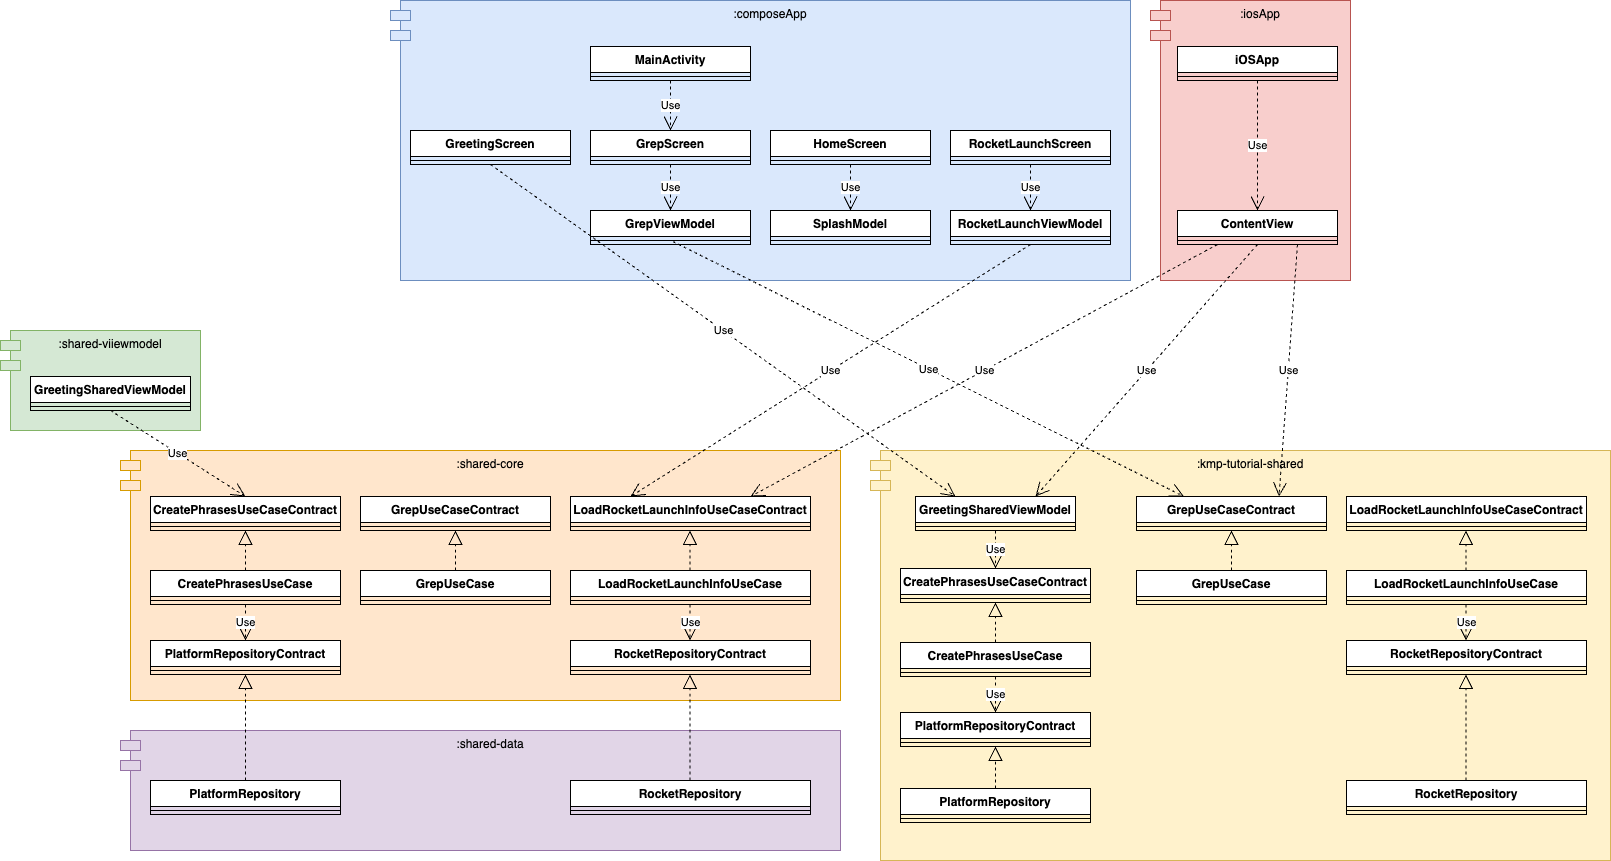 :composeApp
:iosApp
MainActivity
iOSApp
Use
GreetingScreen
GrepScreen
HomeScreen
RocketLaunchScreen
Use
Use
Use
Use
GrepViewModel
SplashModel
RocketLaunchViewModel
ContentView
Use
:shared-viiewmodel
Use
Use
Use
Use
Use
GreetingSharedViewModel
Use
:shared-core
:kmp-tutorial-shared
CreatePhrasesUseCaseContract
GrepUseCaseContract
LoadRocketLaunchInfoUseCaseContract
GreetingSharedViewModel
GrepUseCaseContract
LoadRocketLaunchInfoUseCaseContract
Use
CreatePhrasesUseCase
GrepUseCase
LoadRocketLaunchInfoUseCase
CreatePhrasesUseCaseContract
GrepUseCase
LoadRocketLaunchInfoUseCase
Use
Use
Use
PlatformRepositoryContract
RocketRepositoryContract
CreatePhrasesUseCase
RocketRepositoryContract
Use
PlatformRepositoryContract
:shared-data
PlatformRepository
RocketRepository
PlatformRepository
RocketRepository